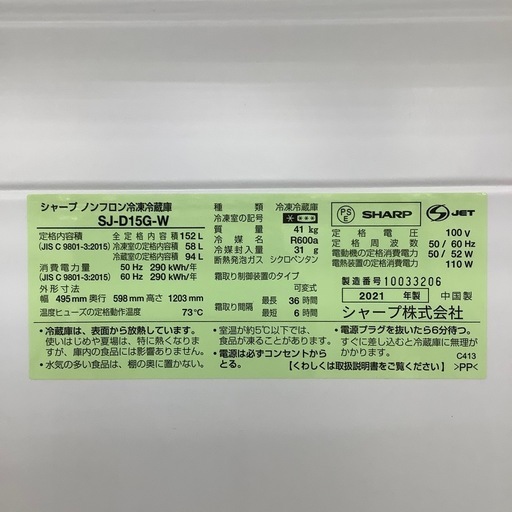 シャープ ノンフロン冷凍冷蔵庫
SJ-D15G-W
定格内容積 全定格内容積 152 L
(JIS C 9801-3:2015) 冷凍室の定格内容積 58 L
冷蔵室の定格内容積 94 L
消費電力量 50 Hz 290 kWh/年
(JIS C 9801-3:2015) 60 Hz 290 kWh/年
外形寸法
幅 495mm 奥行 598 mm 高さ 1203 mm
温度ヒューズの定格動作温度 73℃
種類 冷凍冷蔵庫
冷凍室の記号
質量 41 kg
冷媒名 R600a
冷媒封入量 31 g
断熱発泡ガス シクロペンタン
霜取り制御装置のタイプ 可変式
霜取り間隔 最長 36 時間
最短 6 時間
PS
E
SHARP
S JET
定格電圧 100 V
定格周波数 50/ 60 Hz
電動機の定格消費電力 50/ 52 W
電熱装置の定格消費電力 110 W
製造番号 10033206
2021 年製 中国製
シャープ株式会社
・冷蔵庫は、表面から放熱しています。
使いはじめや夏場は、特に熱くなりますが、庫内の食品には影響ありません。
・水気の多い食品は、棚の奥に置かない。
・室温が約5℃以下では、食品が凍ることがあります。
・電源は必ずコンセントからとる。
・電源プラグを抜いたら6分待つ。
すぐに差し込むと冷蔵庫に無理がかかります。
【くわしくは取扱説明書をご覧ください】
C413
>PP<